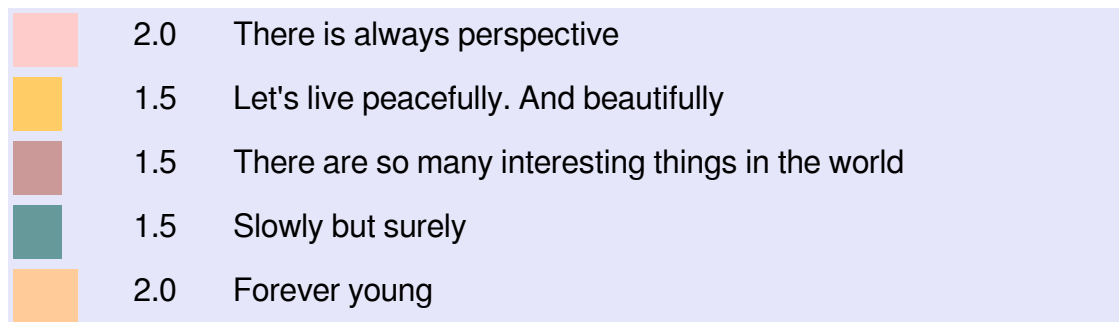 2.0 There is always perspective
1.5 Let's live peacefully. And beautifully
1.5 There are so many interesting things in the world
1.5 Slowly but surely
2.0 Forever young